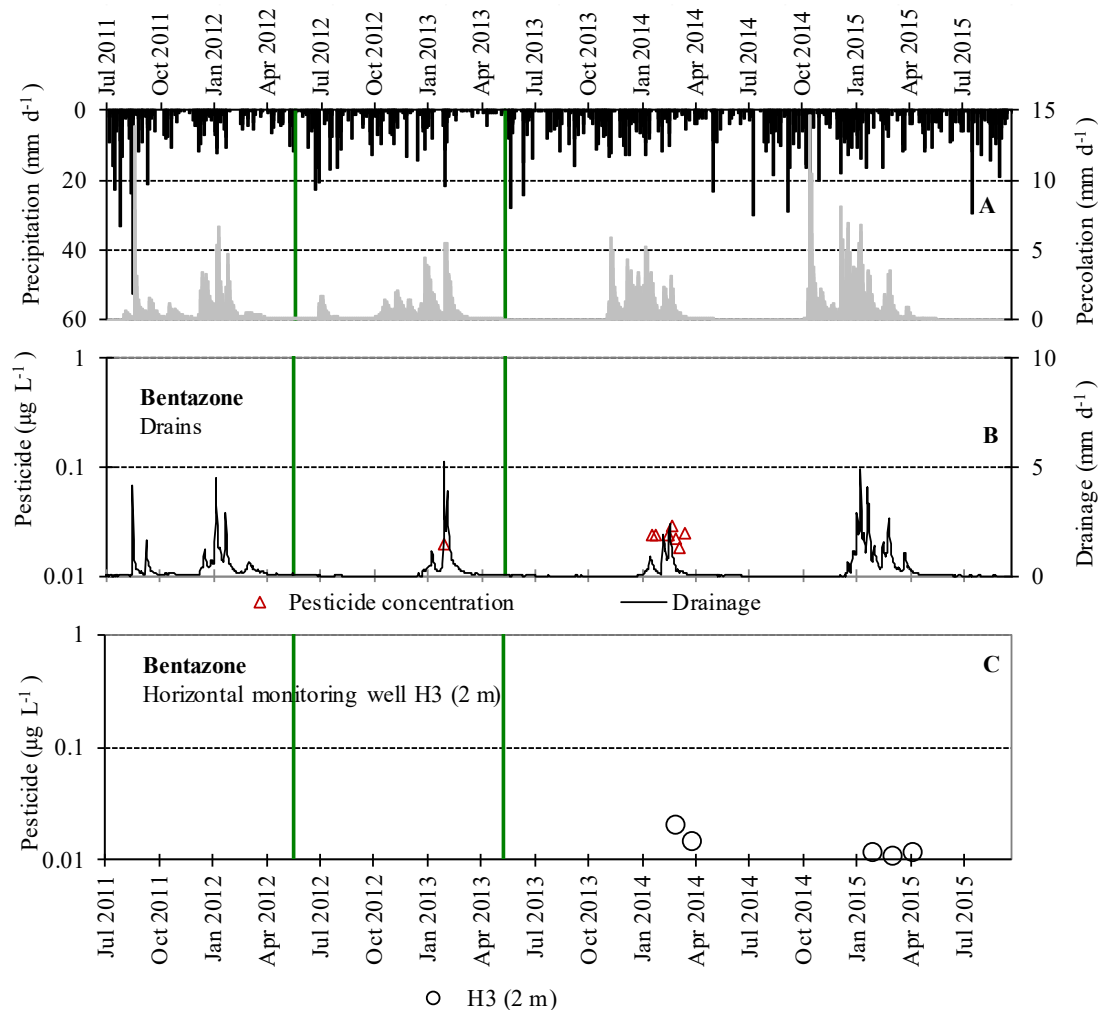 Jul 2011
Oct 2011
Jan 2012
Apr 2012
Jul 2012
Oct 2012
Jan 2013
Apr 2013
Jul 2013
Oct 2013
Jan 2014
Apr 2014
Jul 2014
Oct 2014
Jan 2015
Apr 2015
Jul 2015
Precipitation (mm d⁻¹)
0
20
40
60
A
15
10
5
0
Percolation (mm d⁻¹)
Pesticide (µg L⁻¹)
1
0.1
0.01
Bentazone
Drains
B
10
5
0
Drainage (mm d⁻¹)
Pesticide concentration
Drainage
Pesticide (µg L⁻¹)
1
0.1
0.01
Bentazone
Horizontal monitoring well H3 (2 m)
C
Jul 2011
Oct 2011
Jan 2012
Apr 2012
Jul 2012
Oct 2012
Jan 2013
Apr 2013
Jul 2013
Oct 2013
Jan 2014
Apr 2014
Jul 2014
Oct 2014
Jan 2015
Apr 2015
Jul 2015
H3 (2 m)